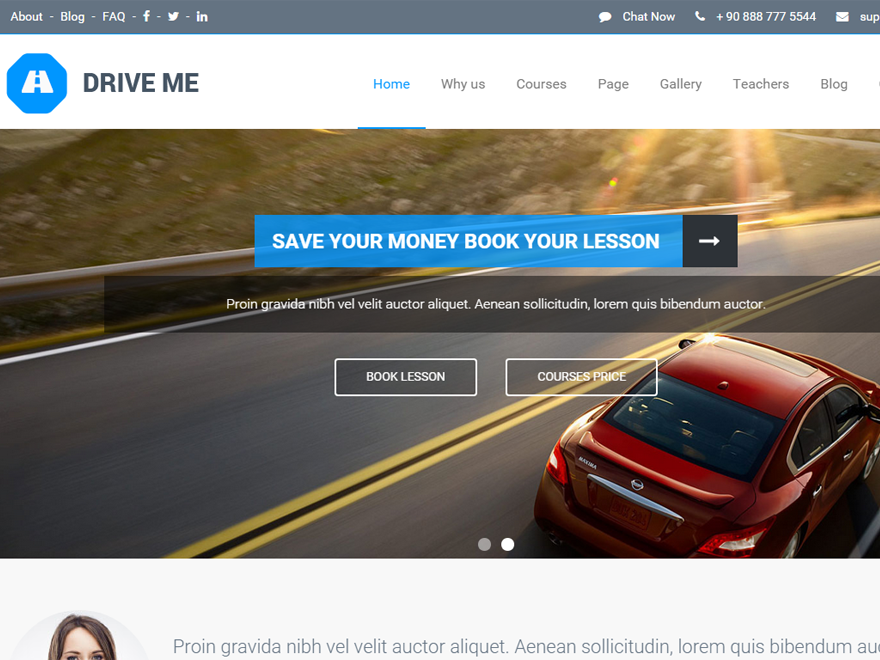 About - Blog - FAQ - f - - in
Chat Now + 90 888 777 5544 sup
DRIVE ME
Home Why us Courses Page Gallery Teachers Blog
SAVE YOUR MONEY BOOK YOUR LESSON
Proin gravida nibh vel velit auctor aliquet. Aenean sollicitudin, lorem quis bibendum auctor.
BOOK LESSON COURSES PRICE
MAXIMA
Proin gravida nibh vel velit auctor aliquet. Aenean sollicitudin, lorem quis bibendum au